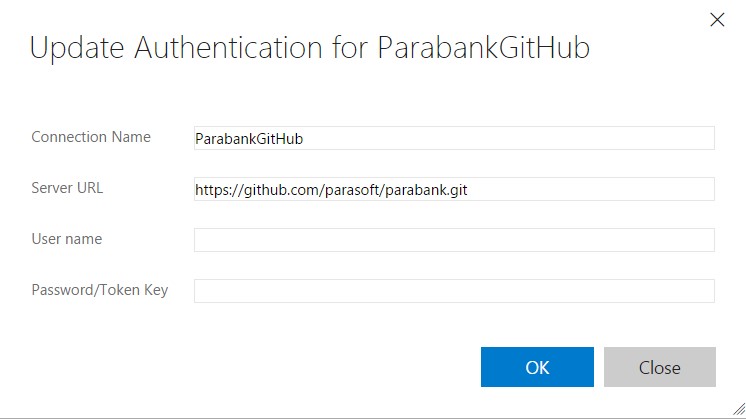 Update Authentication for ParabankGitHub
Connection Name
ParabankGitHub
Server URL
https://github.com/parasoft/parabank.git
User name
Password/Token Key
OK
Close